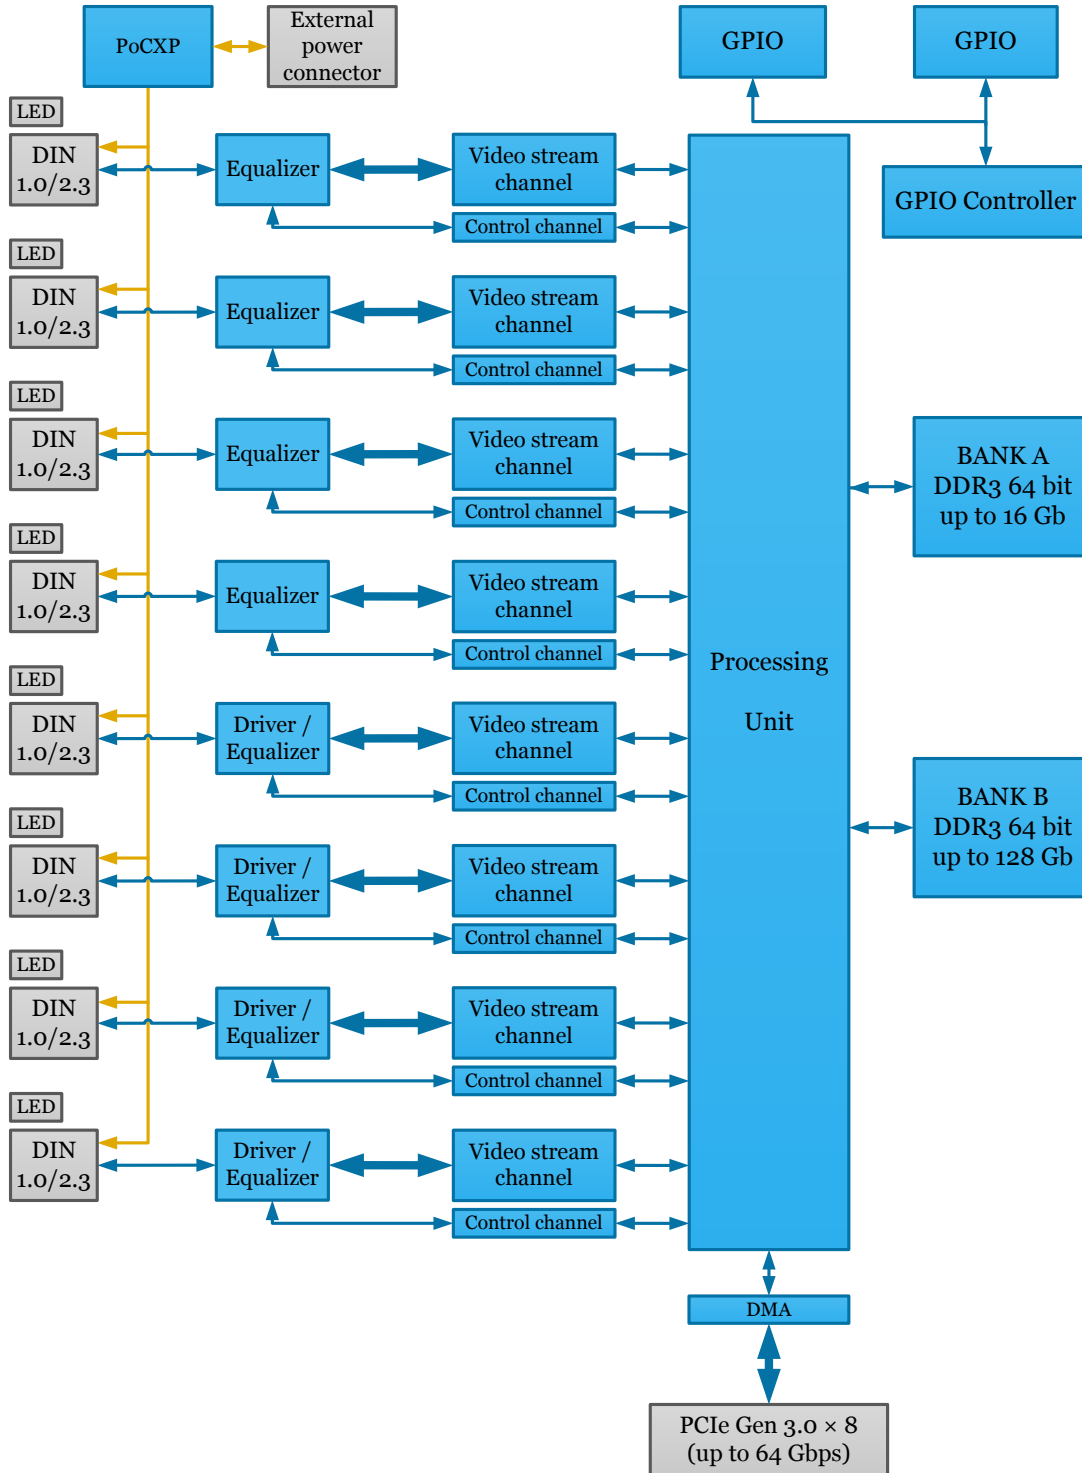 PoCXP
External
power
connector
GPIO
GPIO
LED
DIN
1.0/2.3
Equalizer
Video stream
channel
Control channel
GPIO Controller
LED
DIN
1.0/2.3
Equalizer
Video stream
channel
Control channel
LED
DIN
1.0/2.3
Equalizer
Video stream
channel
Control channel
BANK A
DDR3 64 bit
up to 16 Gb
LED
DIN
1.0/2.3
Equalizer
Video stream
channel
Control channel
Processing
Unit
LED
DIN
1.0/2.3
Driver /
Equalizer
Video stream
channel
Control channel
BANK B
DDR3 64 bit
up to 128 Gb
LED
DIN
1.0/2.3
Driver /
Equalizer
Video stream
channel
Control channel
LED
DIN
1.0/2.3
Driver /
Equalizer
Video stream
channel
Control channel
LED
DIN
1.0/2.3
Driver /
Equalizer
Video stream
channel
Control channel
DMA
PCIe Gen 3.0 × 8
(up to 64 Gbps)